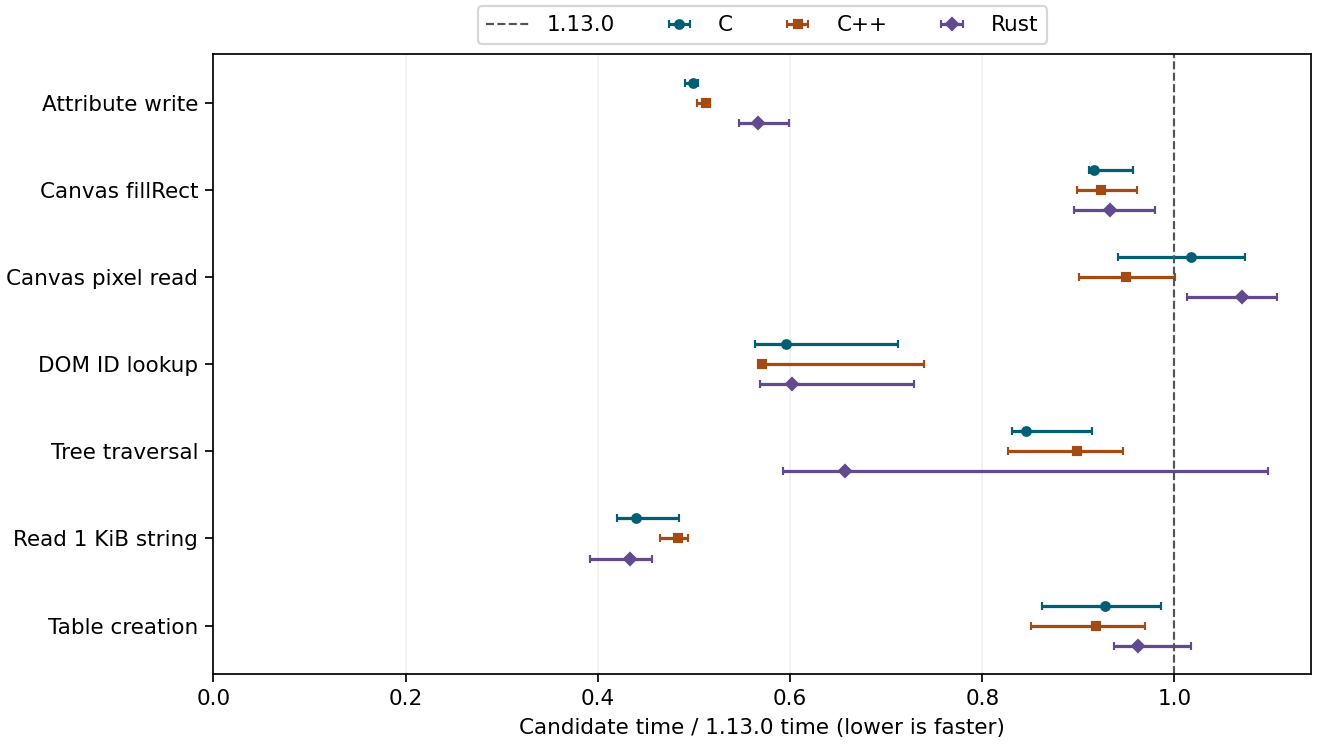 1.13.0 C C++ Rust
Attribute write
Canvas fillRect
Canvas pixel read
DOM ID lookup
Tree traversal
Read 1 KiB string
Table creation
0.0 0.2 0.4 0.6 0.8 1.0
Candidate time / 1.13.0 time (lower is faster)